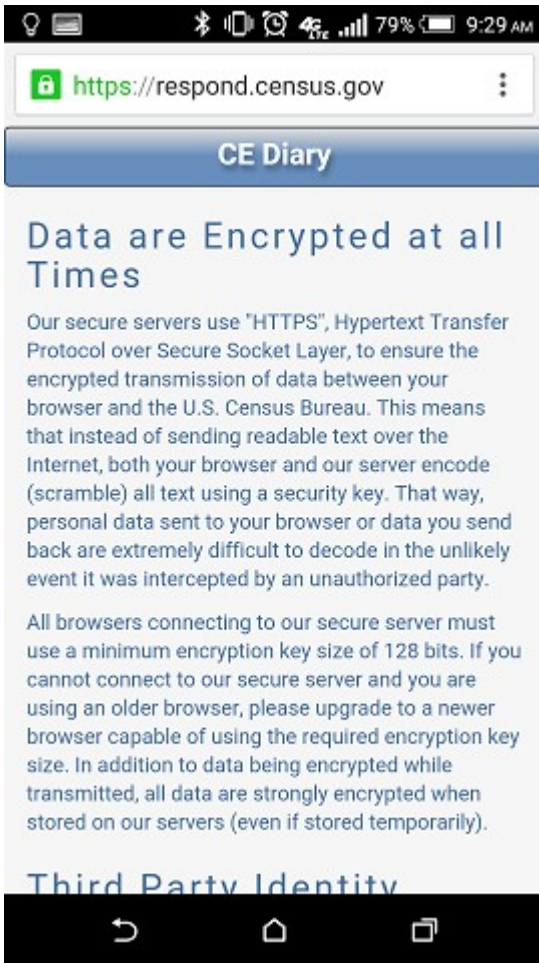 4G LTE 79% 9:29 AM
https://respond.census.gov
CE Diary
Data are Encrypted at all
Times
Our secure servers use "HTTPS", Hypertext Transfer
Protocol over Secure Socket Layer, to ensure the
encrypted transmission of data between your
browser and the U.S. Census Bureau. This means
that instead of sending readable text over the
Internet, both your browser and our server encode
(scramble) all text using a security key. That way,
personal data sent to your browser or data you send
back are extremely difficult to decode in the unlikely
event it was intercepted by an unauthorized party.
All browsers connecting to our secure server must
use a minimum encryption key size of 128 bits. If you
cannot connect to our secure server and you are
using an older browser, please upgrade to a newer
browser capable of using the required encryption key
size. In addition to data being encrypted while
transmitted, all data are strongly encrypted when
stored on our servers (even if stored temporarily).
Third Party Identity